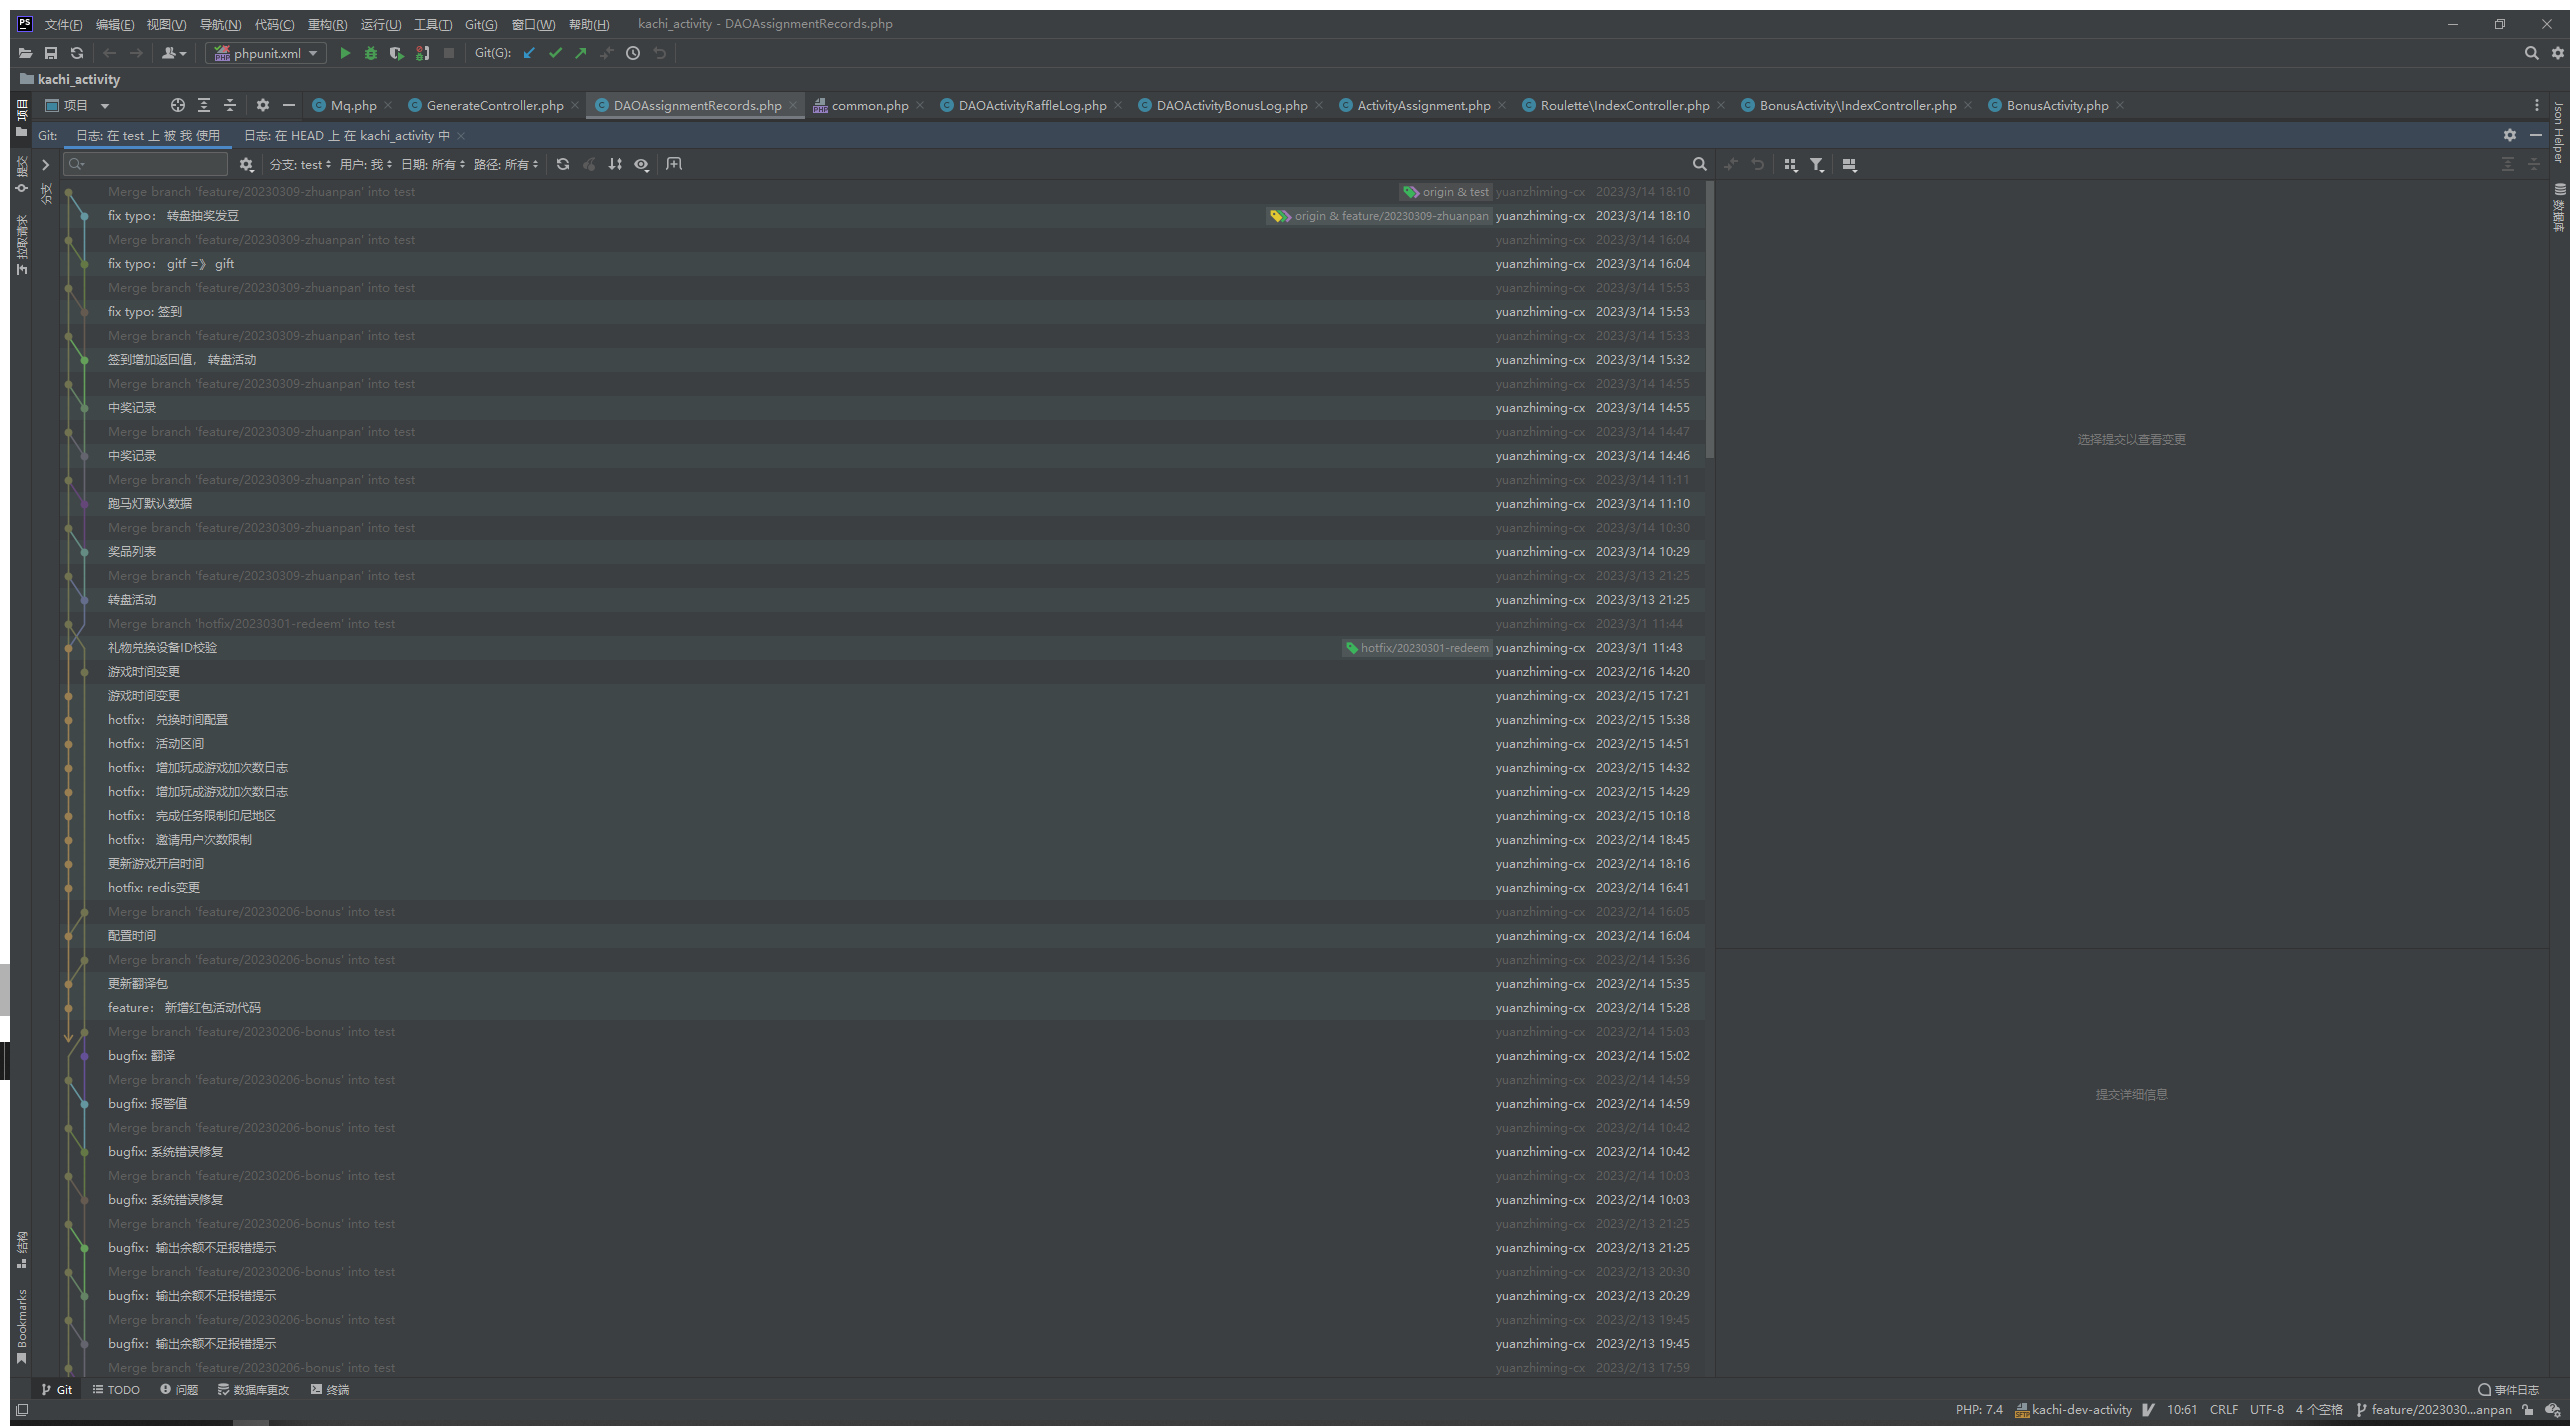 文件(F) 编辑(E) 视图(V) 导航(N) 代码(C) 重构(R) 运行(U) 工具(T) Git(G) 窗口(W) 帮助(H) kachi_activity - DAOAssignmentRecords.php
phpunit.xml Git(G):
kachi_activity
项目 Mq.php GenerateController.php DAOAssignmentRecords.php common.php DAOActivityRaffleLog.php DAOActivityBonusLog.php ActivityAssignment.php Roulette\IndexController.php BonusActivity\IndexController.php BonusActivity.php
Git: 日志: 在 test 上 被 我 使用 日志: 在 HEAD 上 在 kachi_activity 中
分支: test 用户: 我 日期: 所有 路径: 所有
Merge branch 'feature/20230309-zhuanpan' into test origin & test yuanzhiming-cx 2023/3/14 18:10
fix typo： 转盘抽奖发豆 origin & feature/20230309-zhuanpan yuanzhiming-cx 2023/3/14 18:10
Merge branch 'feature/20230309-zhuanpan' into test yuanzhiming-cx 2023/3/14 16:04
fix typo： gitf =》 gift yuanzhiming-cx 2023/3/14 16:04
Merge branch 'feature/20230309-zhuanpan' into test yuanzhiming-cx 2023/3/14 15:53
fix typo: 签到 yuanzhiming-cx 2023/3/14 15:53
Merge branch 'feature/20230309-zhuanpan' into test yuanzhiming-cx 2023/3/14 15:33
签到增加返回值， 转盘活动 yuanzhiming-cx 2023/3/14 15:32
Merge branch 'feature/20230309-zhuanpan' into test yuanzhiming-cx 2023/3/14 14:55
中奖记录 yuanzhiming-cx 2023/3/14 14:55
Merge branch 'feature/20230309-zhuanpan' into test yuanzhiming-cx 2023/3/14 14:47
中奖记录 yuanzhiming-cx 2023/3/14 14:46
Merge branch 'feature/20230309-zhuanpan' into test yuanzhiming-cx 2023/3/14 11:11
跑马灯默认数据 yuanzhiming-cx 2023/3/14 11:10
Merge branch 'feature/20230309-zhuanpan' into test yuanzhiming-cx 2023/3/14 10:30
奖品列表 yuanzhiming-cx 2023/3/14 10:29
Merge branch 'feature/20230309-zhuanpan' into test yuanzhiming-cx 2023/3/13 21:25
转盘活动 yuanzhiming-cx 2023/3/13 21:25
Merge branch 'hotfix/20230301-redeem' into test yuanzhiming-cx 2023/3/1 11:44
礼物兑换设备ID校验 hotfix/20230301-redeem yuanzhiming-cx 2023/3/1 11:43
游戏时间变更 yuanzhiming-cx 2023/2/16 14:20
游戏时间变更 yuanzhiming-cx 2023/2/15 17:21
hotfix： 兑换时间配置 yuanzhiming-cx 2023/2/15 15:38
hotfix： 活动区间 yuanzhiming-cx 2023/2/15 14:51
hotfix： 增加玩成游戏加次数日志 yuanzhiming-cx 2023/2/15 14:32
hotfix： 增加玩成游戏加次数日志 yuanzhiming-cx 2023/2/15 14:29
hotfix： 完成任务限制印尼地区 yuanzhiming-cx 2023/2/15 10:18
hotfix： 邀请用户次数限制 yuanzhiming-cx 2023/2/14 18:45
更新游戏开启时间 yuanzhiming-cx 2023/2/14 18:16
hotfix: redis变更 yuanzhiming-cx 2023/2/14 16:41
Merge branch 'feature/20230206-bonus' into test yuanzhiming-cx 2023/2/14 16:05
配置时间 yuanzhiming-cx 2023/2/14 16:04
Merge branch 'feature/20230206-bonus' into test yuanzhiming-cx 2023/2/14 15:36
更新翻译包 yuanzhiming-cx 2023/2/14 15:35
feature： 新增红包活动代码 yuanzhiming-cx 2023/2/14 15:28
Merge branch 'feature/20230206-bonus' into test yuanzhiming-cx 2023/2/14 15:03
bugfix: 翻译 yuanzhiming-cx 2023/2/14 15:02
Merge branch 'feature/20230206-bonus' into test yuanzhiming-cx 2023/2/14 14:59
bugfix: 报警值 yuanzhiming-cx 2023/2/14 14:59
Merge branch 'feature/20230206-bonus' into test yuanzhiming-cx 2023/2/14 10:42
bugfix: 系统错误修复 yuanzhiming-cx 2023/2/14 10:42
Merge branch 'feature/20230206-bonus' into test yuanzhiming-cx 2023/2/14 10:03
bugfix: 系统错误修复 yuanzhiming-cx 2023/2/14 10:03
Merge branch 'feature/20230206-bonus' into test yuanzhiming-cx 2023/2/13 21:25
bugfix：输出余额不足报错提示 yuanzhiming-cx 2023/2/13 21:25
Merge branch 'feature/20230206-bonus' into test yuanzhiming-cx 2023/2/13 20:30
bugfix：输出余额不足报错提示 yuanzhiming-cx 2023/2/13 20:29
Merge branch 'feature/20230206-bonus' into test yuanzhiming-cx 2023/2/13 19:45
bugfix：输出余额不足报错提示 yuanzhiming-cx 2023/2/13 19:45
Merge branch 'feature/20230206-bonus' into test yuanzhiming-cx 2023/2/13 17:59
选择提交以查看变更
提交详细信息
项目
提交
拉取请求
分支
结构
Bookmarks
Json Helper
数据库
Git TODO 问题 数据库更改 终端 事件日志
PHP: 7.4 kachi-dev-activity 10:61 CRLF UTF-8 4 个空格 feature/2023030...anpan